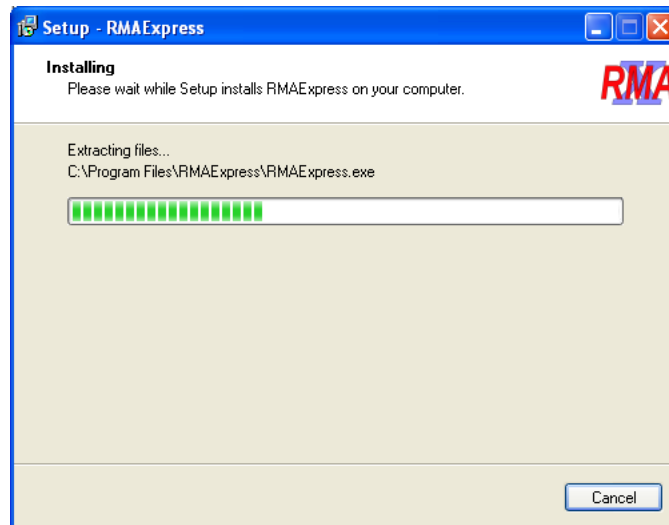 Setup - RMAExpress
Installing
Please wait while Setup installs RMAExpress on your computer.
RMA
Extracting files...
C:\Program Files\RMAExpress\RMAExpress.exe
Cancel